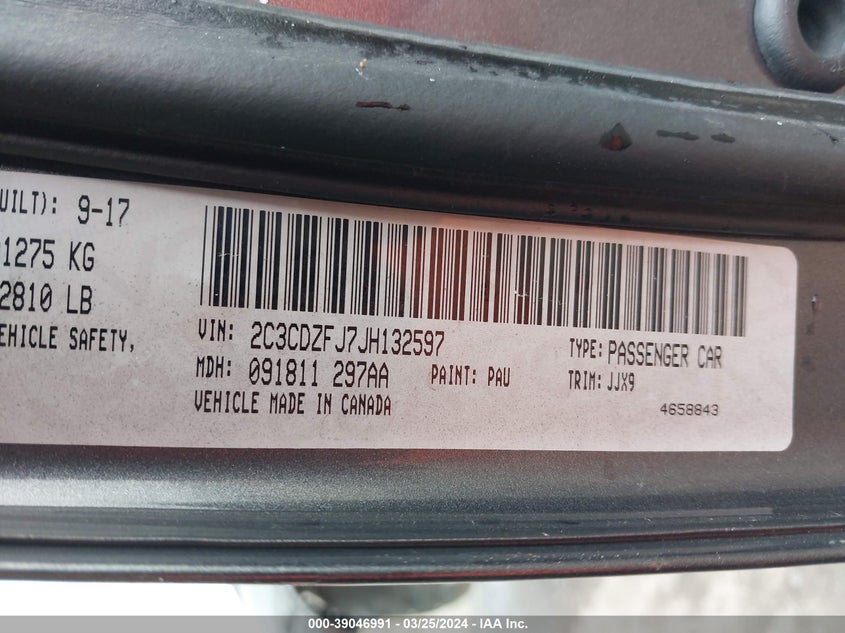 UILT): 9-17
1275 KG
2810 LB
EHICLE SAFETY,
VIN: 2C3CDZFJ7JH132597
TYPE: PASSENGER CAR
MDH: 091811 297AA
PAINT: PAU
TRIM: JJX9
VEHICLE MADE IN CANADA
4658843
000-39046991 - 03/25/2024 - IAA Inc.